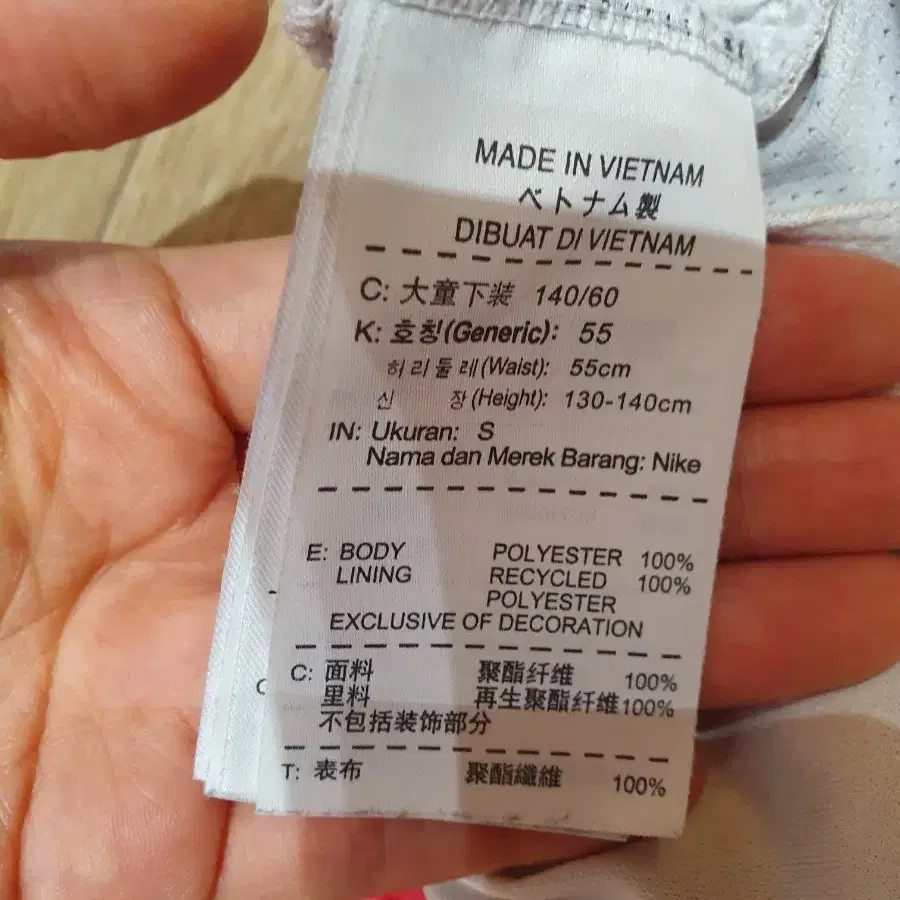 MADE IN VIETNAM
ベトナム製
DIBUAT DI VIETNAM
C: 大童下装 140/60
K: 호칭(Generic): 55
허리둘레(Waist): 55cm
신 장(Height): 130-140cm
IN: Ukuran: S
Nama dan Merek Barang: Nike
E: BODY POLYESTER 100%
LINING RECYCLED 100%
POLYESTER
EXCLUSIVE OF DECORATION
C: 面料 聚酯纤维 100%
里料 再生聚酯纤维100%
不包括装饰部分
T: 表布 聚酯纖維 100%